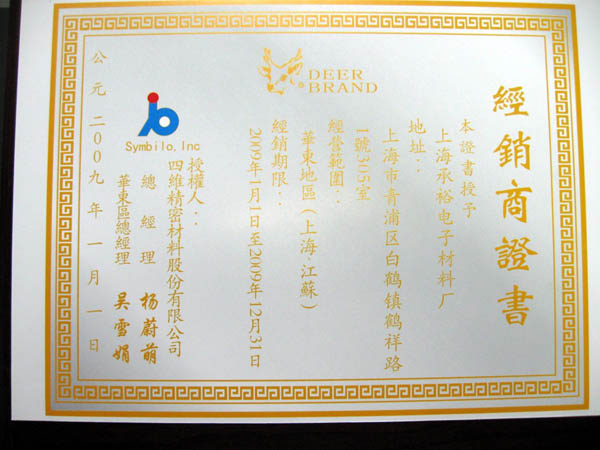 DEER
BRAND
經銷商證書
本證書授予
上海承裕电子材料厂
地址：
上海市青浦区白鹤镇鹤祥路
1號305室
經營範圍：
華東地區(上海·江蘇)
經銷期限：
2009年1月1日至2009年12月31日
授權人：
四維精密材料股份有限公司
總經理 杨蔚萌
華東區總經理 吴雪娟
Symbilo, Inc
公元二00九年一月一日